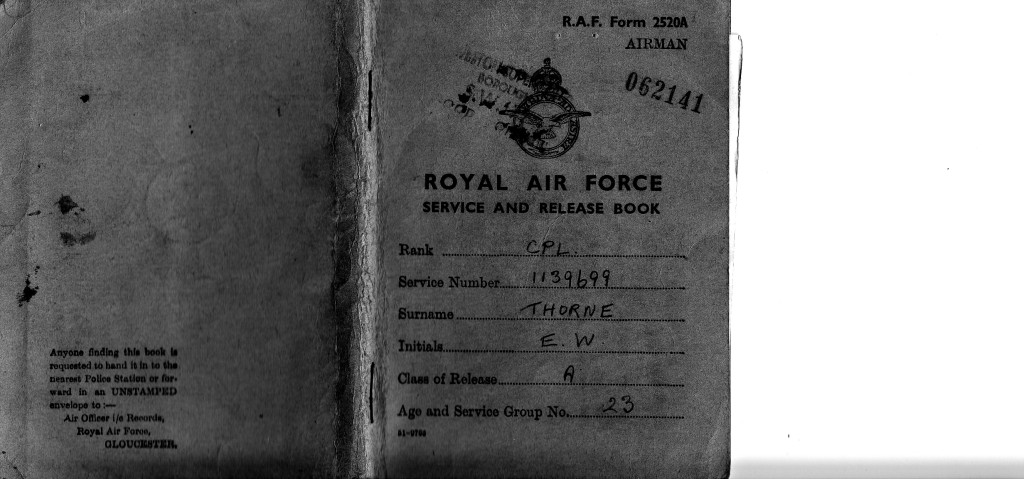 Anyone finding this book is
requested to hand it in to the
nearest Police Station or for-
ward in an UNSTAMPED
envelope to :—
Air Officer i/c Records,
Royal Air Force,
GLOUCESTER.
R.A.F. Form 2520A
AIRMAN
062141
BOROUGH
ROYAL AIR FORCE
SERVICE AND RELEASE BOOK
Rank CPL.
Service Number 1139699
Surname THORNE
Initials E. W.
Class of Release A
Age and Service Group No. 23